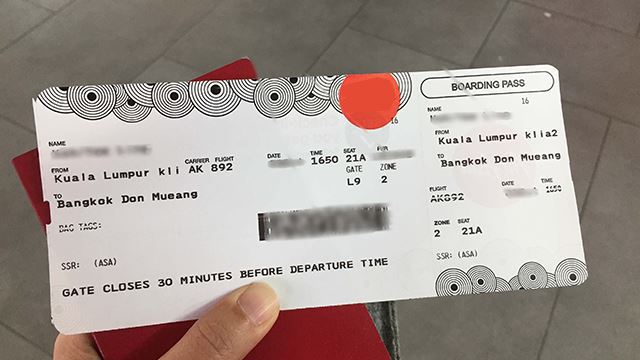 BOARDING PASS
16
16
NAME
NAME
FROM
Kuala Lumpur kli
CARRIER FLIGHT
AK 892
DATE
TIME
1650
SEAT
21A
GATE
L9
ZONE
2
TO
Bangkok Don Mueang
BAG TAGS:
SSR: (ASA)
GATE CLOSES 30 MINUTES BEFORE DEPARTURE TIME
FROM
Kuala Lumpur klia2
TO
Bangkok Don Mueang
FLIGHT
AK892
DATE
TIME
1650
ZONE
2
SEAT
21A
SSR: (ASA)